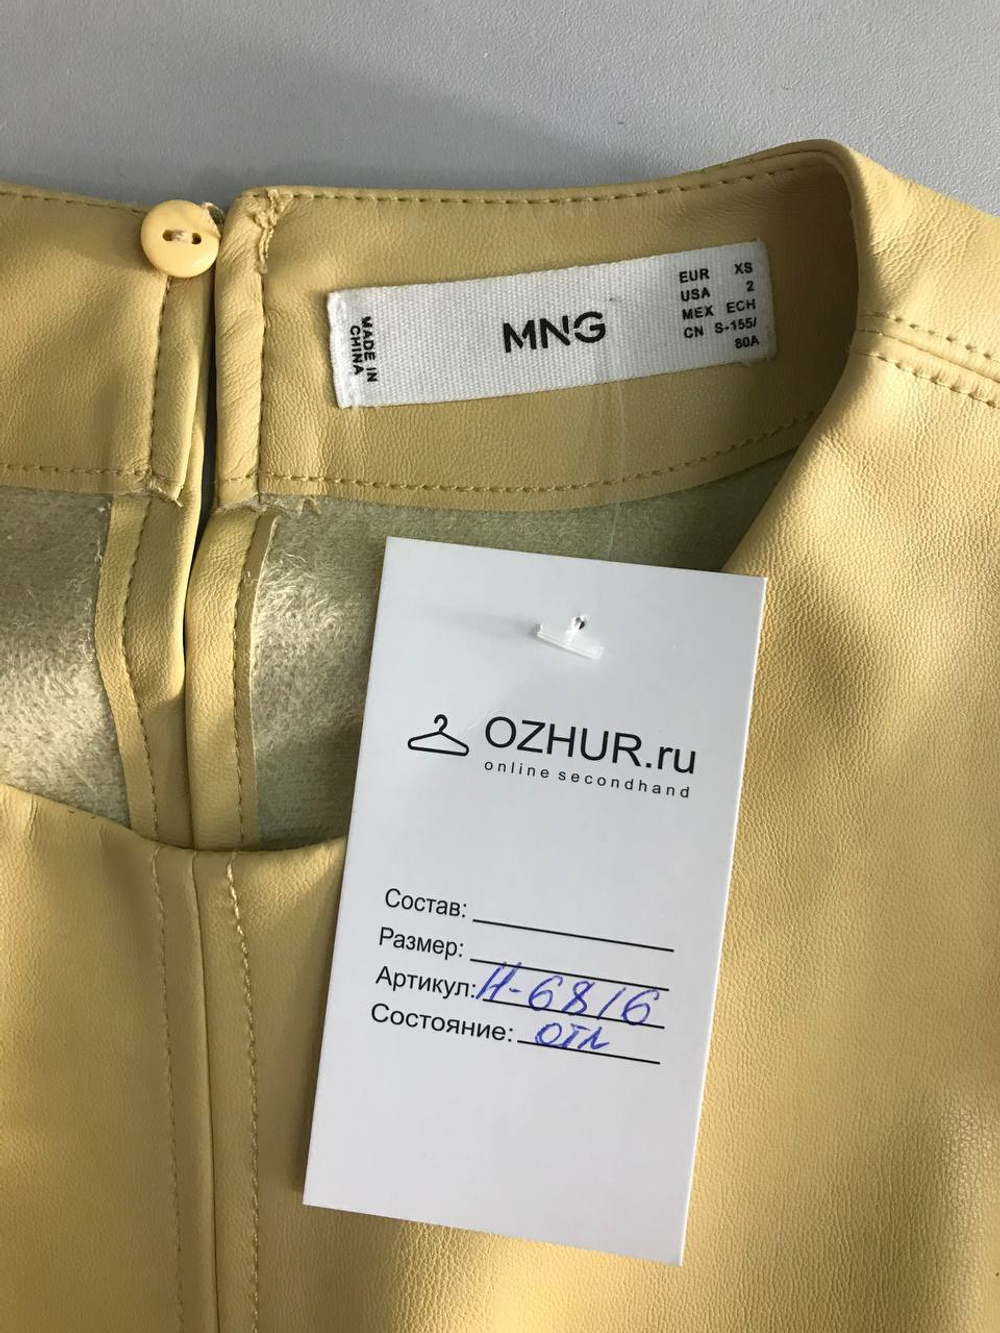 MADE IN
CHINA
MNG
EUR XS
USA 2
MEX ECH
CN S-155/
80A
OZHUR.ru
online secondhand
Состав:
Размер:
Артикул: Н-6816
Состояние: отл